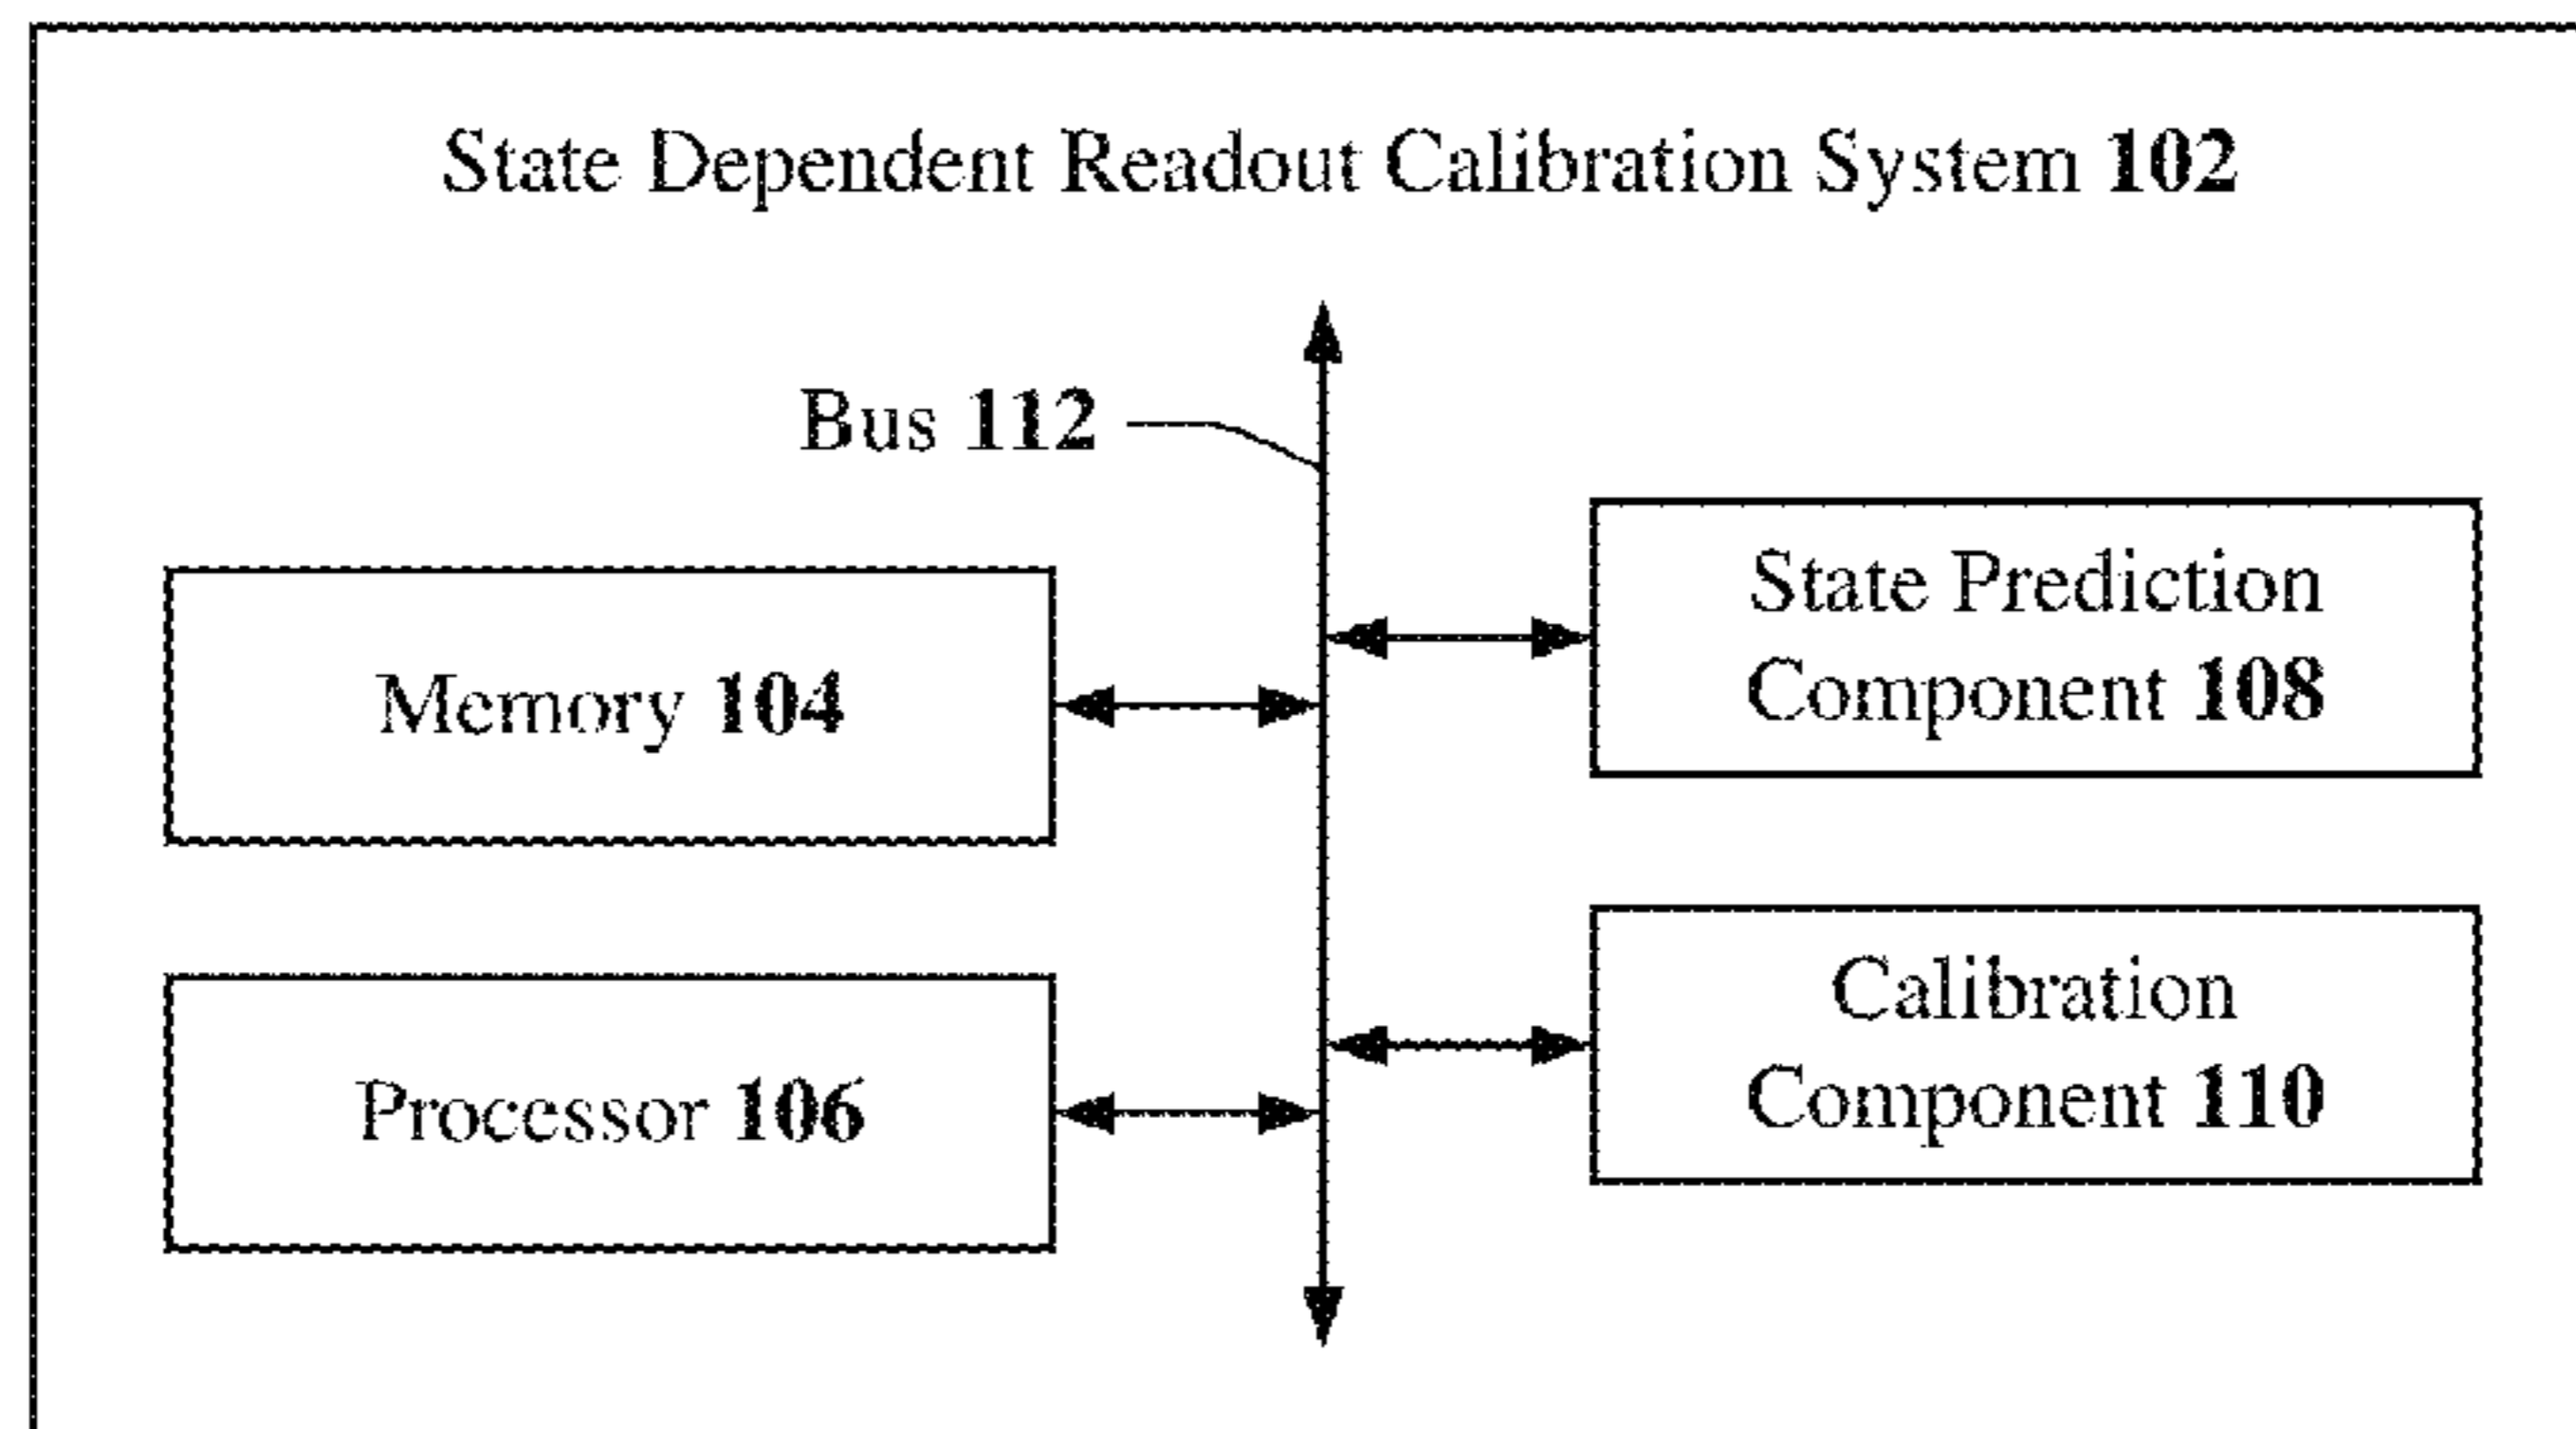 State Dependent Readout Calibration System 102
Bus 112
State Prediction
Component 108
Memory 104
Calibration
Component 110
Processor 106